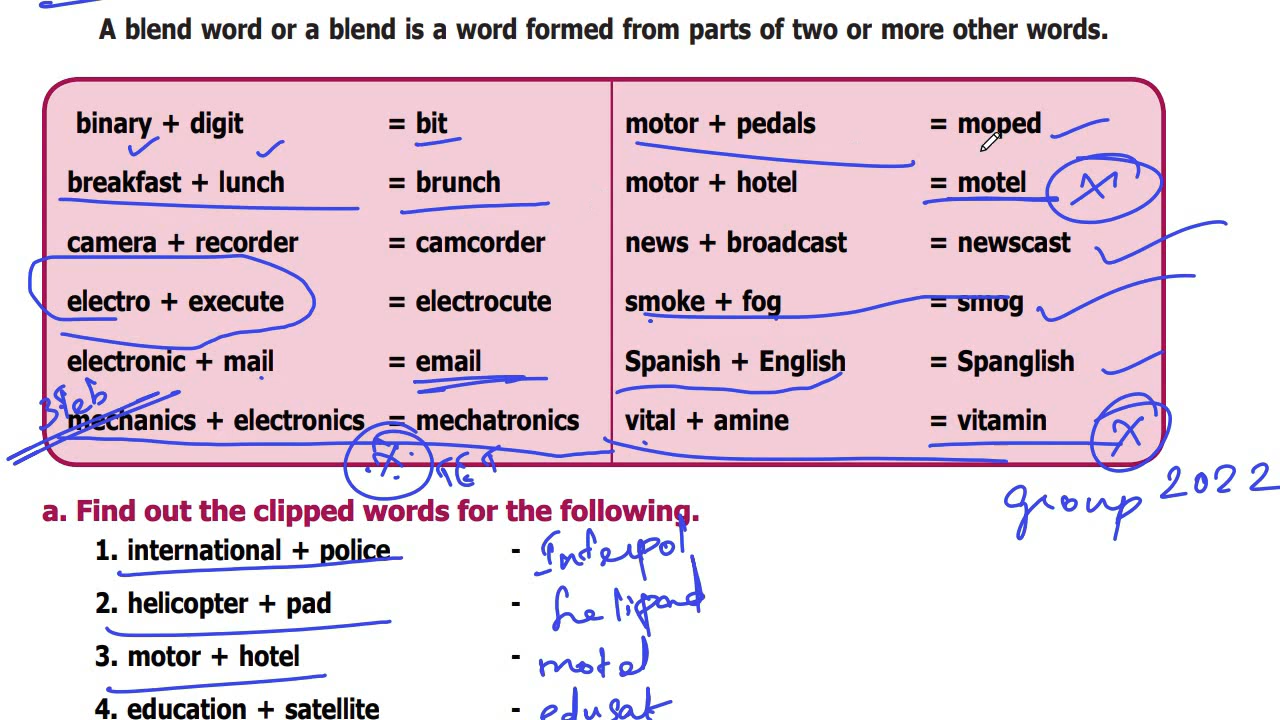 A blend word or a blend is a word formed from parts of two or more other words.
binary + digit = bit
breakfast + lunch = brunch
camera + recorder = camcorder
electro + execute = electrocute
electronic + mail = email
mechanics + electronics = mechatronics
motor + pedals = moped
motor + hotel = motel
news + broadcast = newscast
smoke + fog = smog
Spanish + English = Spanglish
vital + amine = vitamin
TET
group 2022
a. Find out the clipped words for the following.
1. international + police - Interpol
2. helicopter + pad - helipad
3. motor + hotel - motel
4. education + satellite - edusat